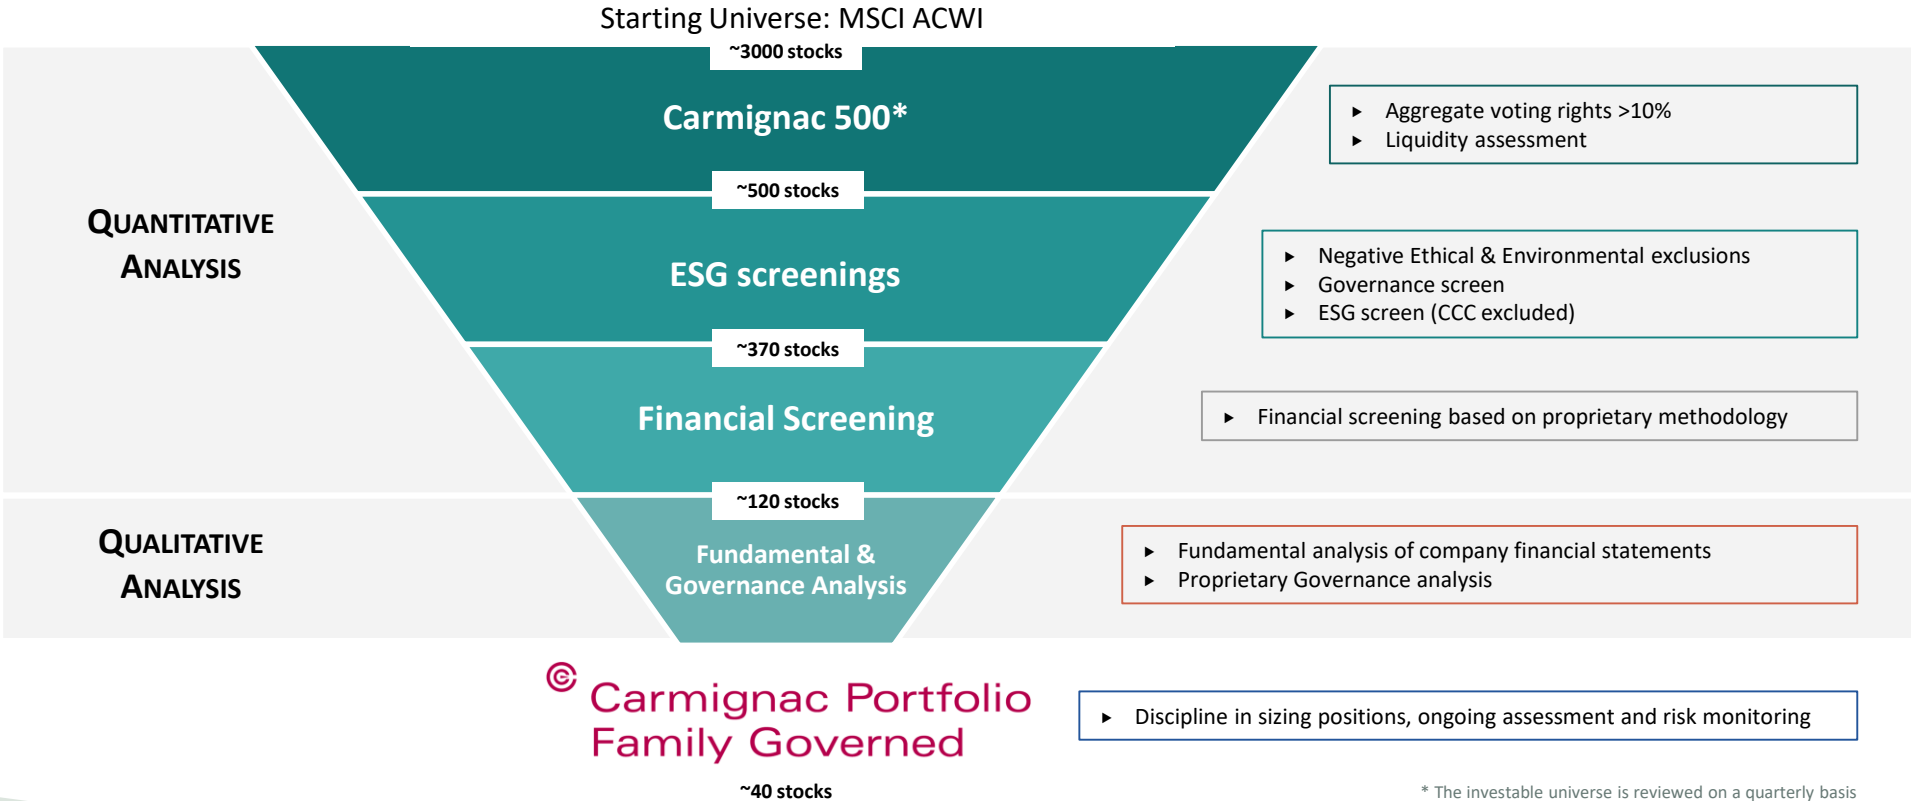 Starting Universe: MSCI ACWI
~3000 stocks
Carmignac 500*
▸ Aggregate voting rights >10%
▸ Liquidity assessment
~500 stocks
QUANTITATIVE
ANALYSIS
ESG screenings
▸ Negative Ethical & Environmental exclusions
▸ Governance screen
▸ ESG screen (CCC excluded)
~370 stocks
Financial Screening
▸ Financial screening based on proprietary methodology
~120 stocks
QUALITATIVE
ANALYSIS
Fundamental &
Governance Analysis
▸ Fundamental analysis of company financial statements
▸ Proprietary Governance analysis
Carmignac Portfolio
Family Governed
▸ Discipline in sizing positions, ongoing assessment and risk monitoring
~40 stocks
* The investable universe is reviewed on a quarterly basis